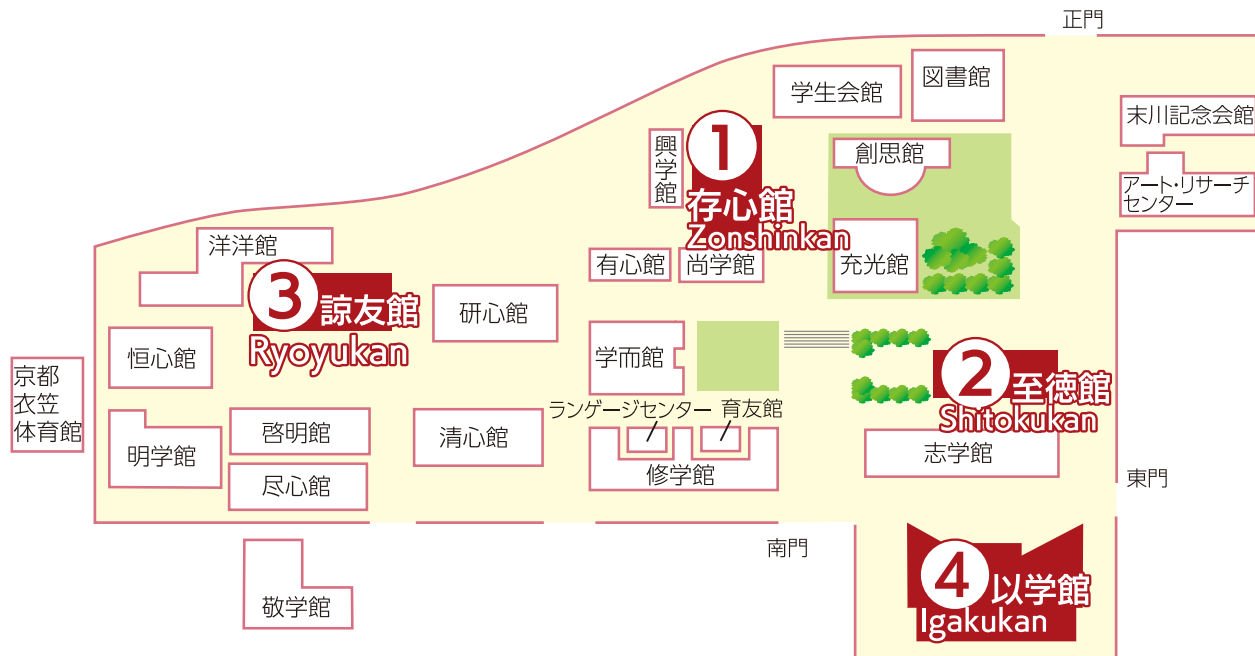 正門
学生会館
図書館
末川記念会館
興学館
1
存心館
Zonshinkan
創思館
アート・リサーチ
センター
洋洋館
有心館
尚学館
充光館
3
諒友館
Ryoyukan
研心館
恒心館
学而館
2
至徳館
Shitokukan
京都
衣笠
体育館
ランゲージセンター
育友館
明学館
啓明館
清心館
修学館
志学館
尽心館
東門
南門
4
以学館
Igakukan
敬学館